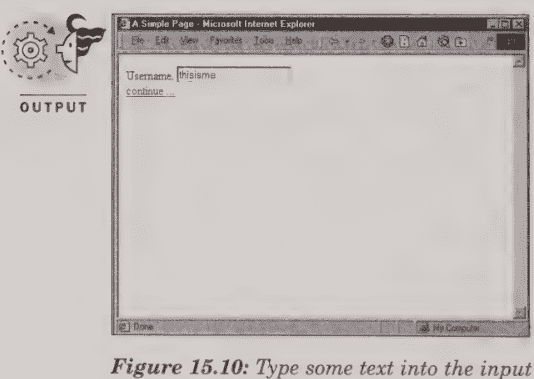 A Simple Page - Microsoft Internet Explorer
File Edit View Favorites Tools Help
Username. thisisme
continue ...
OUTPUT
Done
My Computer
Figure 15.10: Type some text into the input